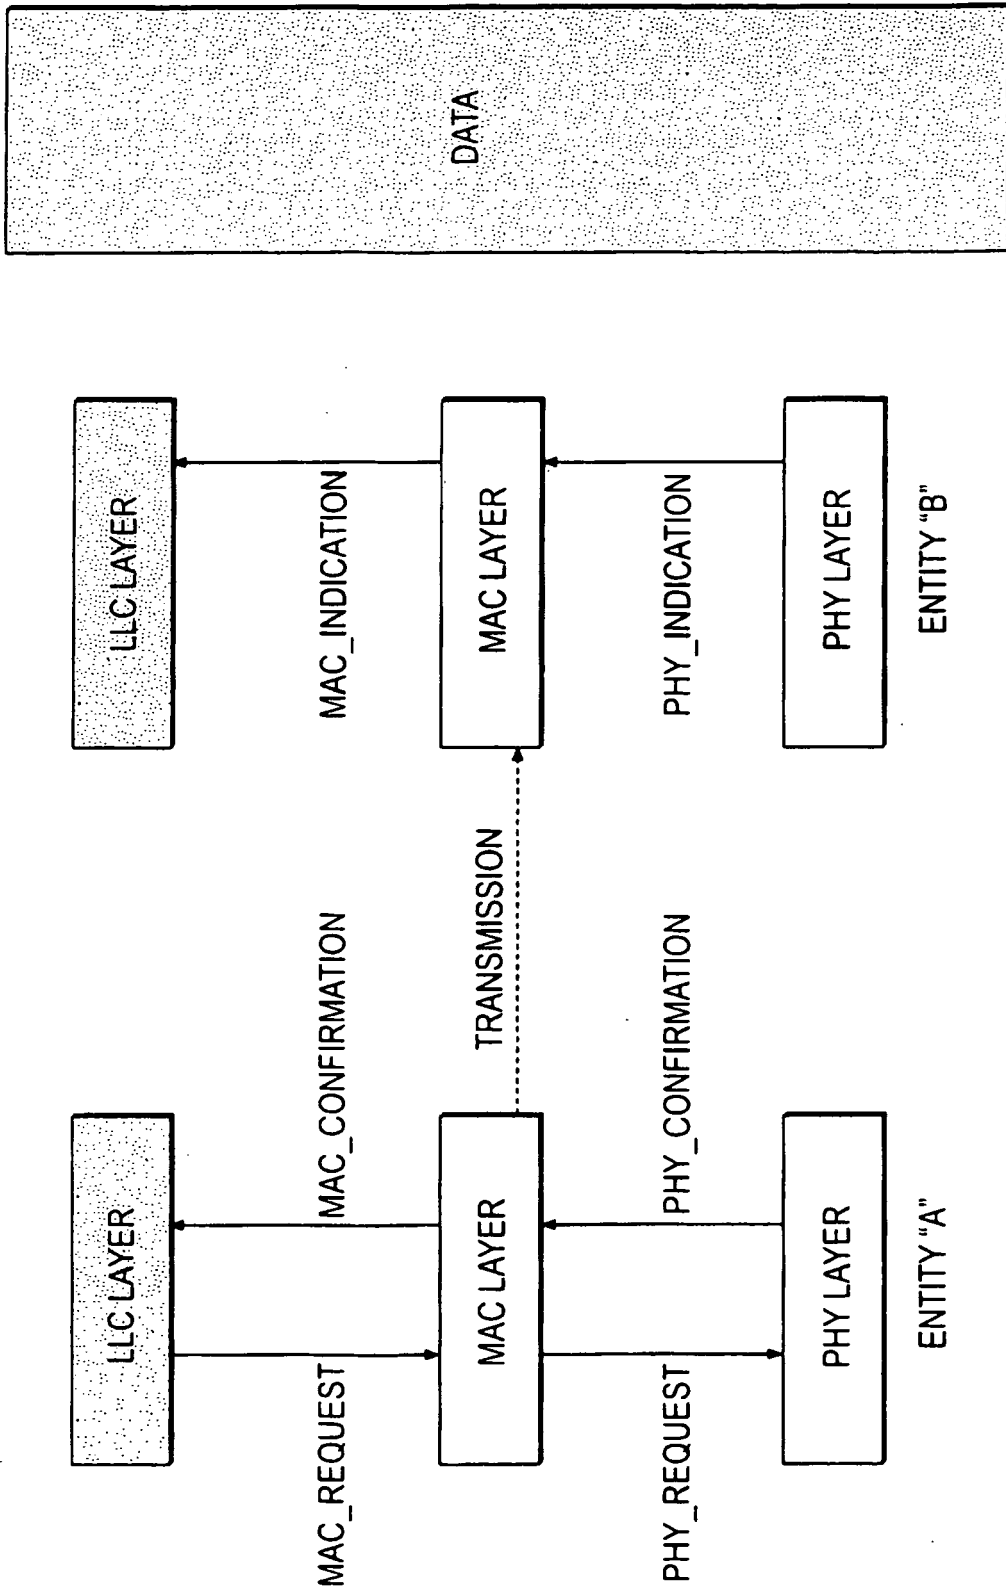 LLC LAYER
LLC LAYER
MAC_REQUEST
MAC_CONFIRMATION
MAC_INDICATION
MAC LAYER
TRANSMISSION
MAC LAYER
DATA
PHY_REQUEST
PHY_CONFIRMATION
PHY_INDICATION
PHY LAYER
PHY LAYER
ENTITY "A"
ENTITY "B"